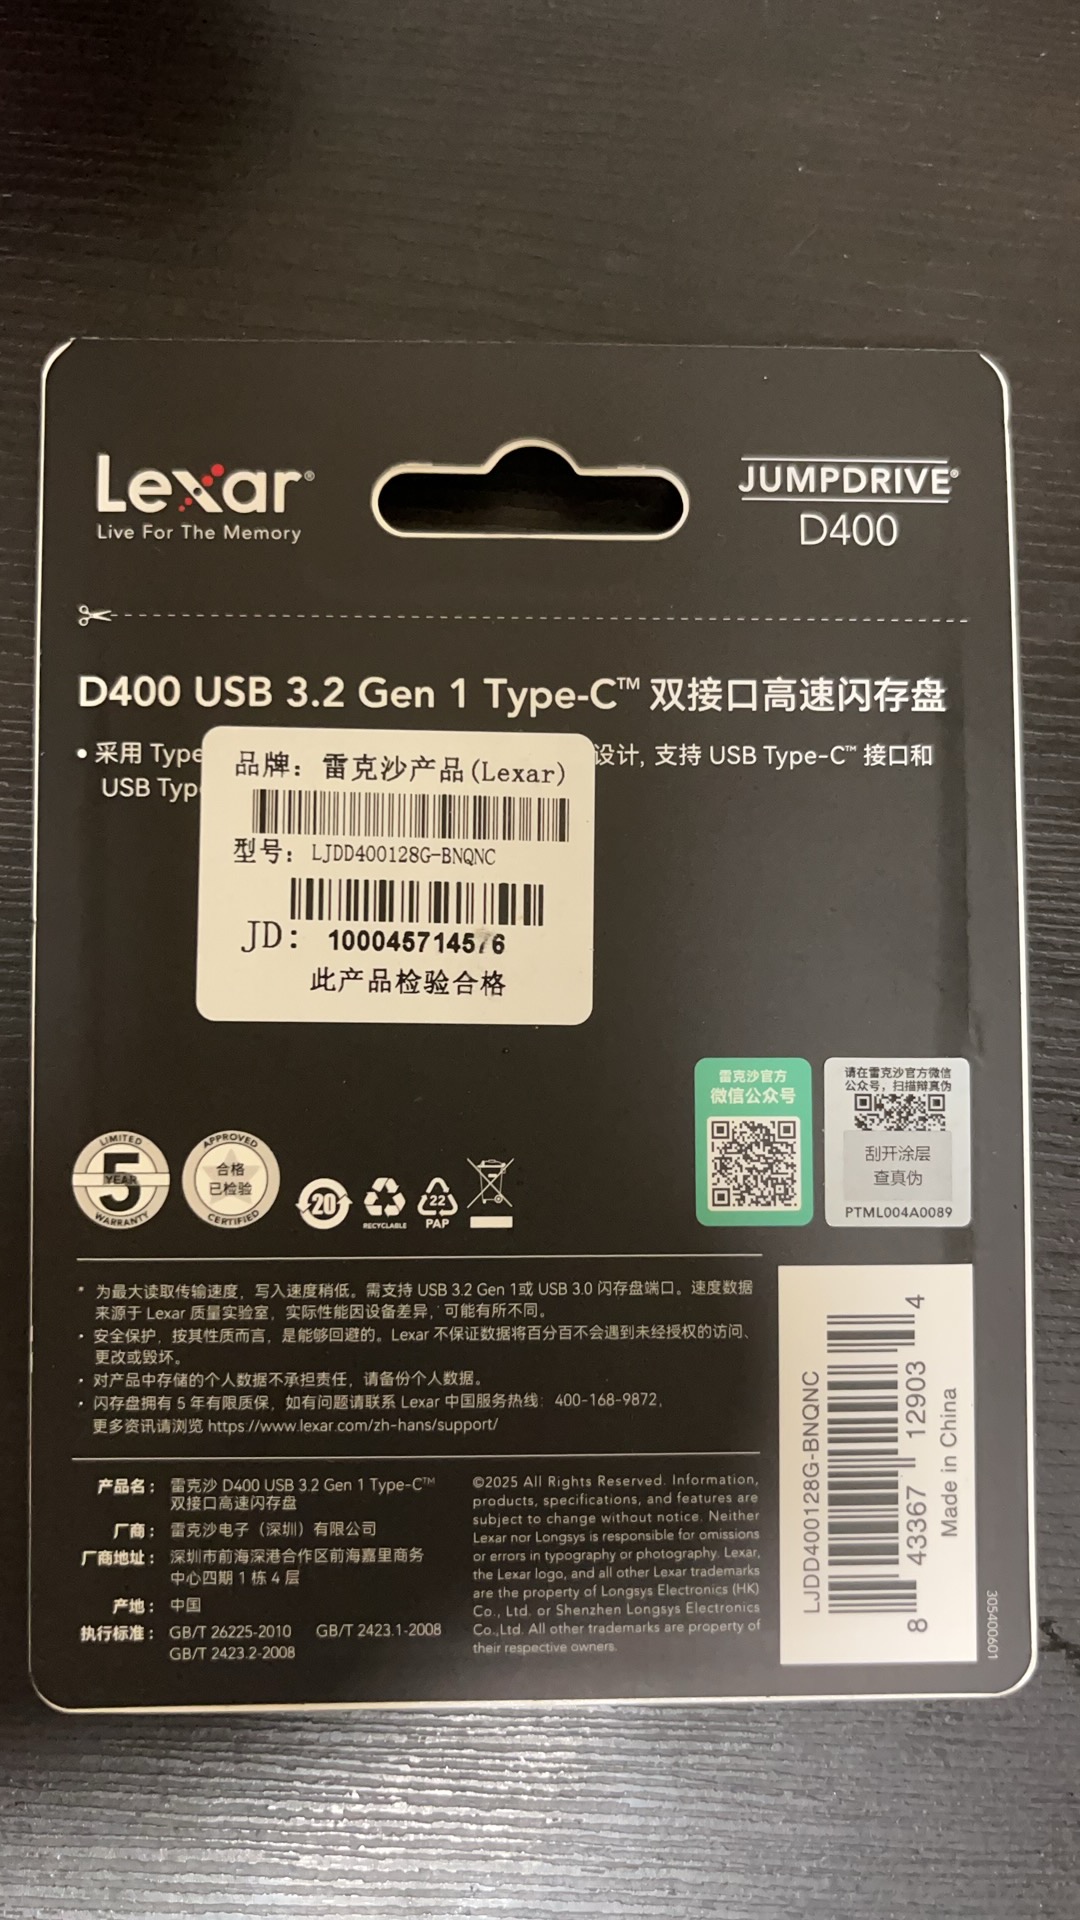 Lexar®
Live For The Memory
JUMPDRIVE®
D400
D400 USB 3.2 Gen 1 Type-C™ 双接口高速闪存盘
• 采用 Type
设计, 支持 USB Type-C™ 接口和
USB Typ
品牌：雷克沙产品(Lexar)
型号：LJDD400128G-BNQNC
JD：100045714576
此产品检验合格
雷克沙官方
微信公众号
请在雷克沙官方微信
公众号，扫描辩真伪
刮开涂层
查真伪
PTML004A0089
LIMITED
5
YEAR
WARRANTY
APPROVED
合格
已检验
CERTIFIED
20
RECYCLABLE
22
PAP
* 为最大读取传输速度，写入速度稍低。需支持 USB 3.2 Gen 1或 USB 3.0 闪存盘端口。速度数据
来源于 Lexar 质量实验室，实际性能因设备差异，可能有所不同。
· 安全保护，按其性质而言，是能够回避的。Lexar 不保证数据将百分百不会遇到未经授权的访问、
更改或毁坏。
· 对产品中存储的个人数据不承担责任，请备份个人数据。
· 闪存盘拥有 5 年有限质保，如有问题请联系 Lexar 中国服务热线：400-168-9872，
更多资讯请浏览 https://www.lexar.com/zh-hans/support/
产品名：雷克沙 D400 USB 3.2 Gen 1 Type-C™
双接口高速闪存盘
厂商：雷克沙电子（深圳）有限公司
厂商地址：深圳市前海深港合作区前海嘉里商务
中心四期 1 栋 4 层
产地：中国
执行标准：GB/T 26225-2010 GB/T 2423.1-2008
GB/T 2423.2-2008
©2025 All Rights Reserved. Information,
products, specifications, and features are
subject to change without notice. Neither
Lexar nor Longsys is responsible for omissions
or errors in typography or photography. Lexar,
the Lexar logo, and all other Lexar trademarks
are the property of Longsys Electronics (HK)
Co., Ltd. or Shenzhen Longsys Electronics
Co.,Ltd. All other trademarks are property of
their respective owners.
LJDD400128G-BNQNC
8 43367 12903 4
Made in China
305400601